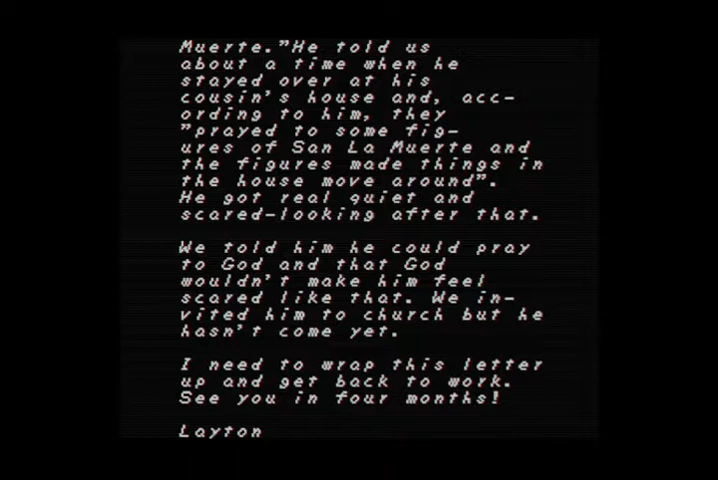 Muerte."He told us
about a time when he
stayed over at his
cousin's house and, acc-
ording to him, they
"prayed to some fig-
ures of San La Muerte and
the figures made things in
the house move around".
He got real quiet and
scared-looking after that.
We told him he could pray
to God and that God
wouldn't make him feel
scared like that. We in-
vited him to church but he
hasn't come yet.
I need to wrap this letter
up and get back to work.
See you in four months!
Layton